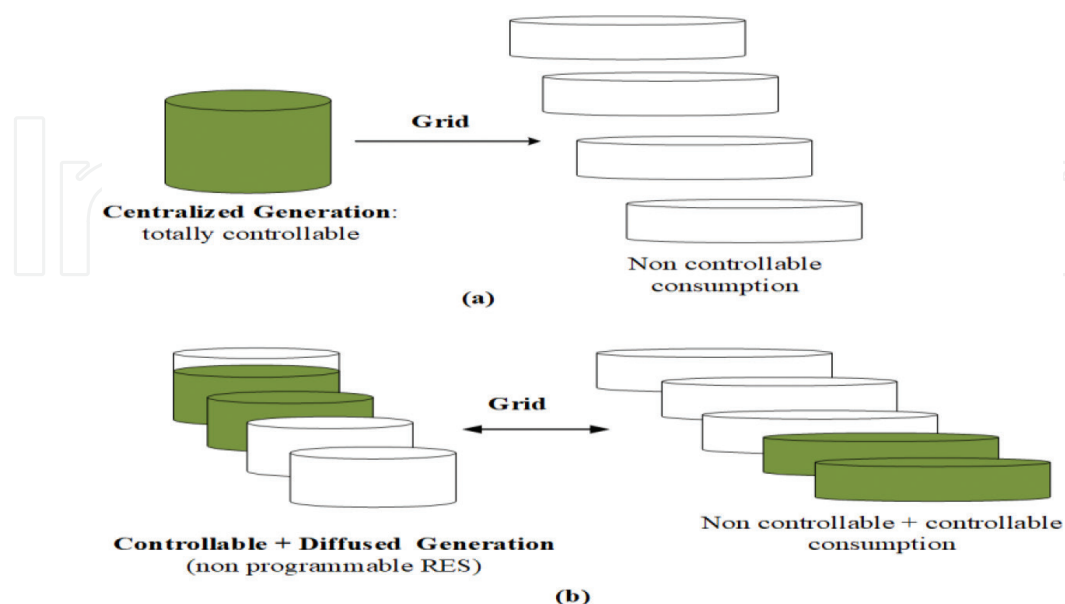 Grid
Centralized Generation:
totally controllable
Non controllable
consumption
(a)
Grid
Controllable + Diffused Generation
(non programmable RES)
Non controllable + controllable
consumption
(b)